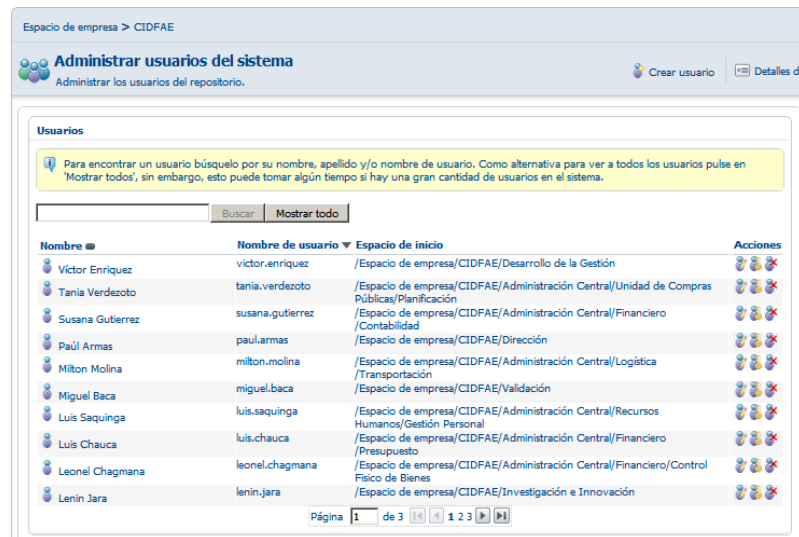 Espacio de empresa > CIDFAE
Administrar usuarios del sistema
Administrar los usuarios del repositorio.
Crear usuario
Detalles d
Usuarios
Para encontrar un usuario búsquelo por su nombre, apellido y/o nombre de usuario. Como alternativa para ver a todos los usuarios pulse en
'Mostrar todos', sin embargo, esto puede tomar algún tiempo si hay una gran cantidad de usuarios en el sistema.
Buscar Mostrar todo
Nombre Nombre de usuario Espacio de inicio Acciones
Víctor Enriquez victor.enriquez /Espacio de empresa/CIDFAE/Desarrollo de la Gestión
Tania Verdezoto tania.verdezoto /Espacio de empresa/CIDFAE/Administración Central/Unidad de Compras
Públicas/Planificación
Susana Gutierrez susana.gutierrez /Espacio de empresa/CIDFAE/Administración Central/Financiero
/Contabilidad
Paúl Armas paul.armas /Espacio de empresa/CIDFAE/Dirección
Milton Molina milton.molina /Espacio de empresa/CIDFAE/Administración Central/Logística
/Transportación
Miguel Baca miguel.baca /Espacio de empresa/CIDFAE/Validación
Luis Saquinga luis.saquinga /Espacio de empresa/CIDFAE/Administración Central/Recursos
Humanos/Gestión Personal
Luis Chauca luis.chauca /Espacio de empresa/CIDFAE/Administración Central/Financiero
/Presupuesto
Leonel Chagmana leonel.chagmana /Espacio de empresa/CIDFAE/Administración Central/Financiero/Control
Fisico de Bienes
Lenin Jara lenin.jara /Espacio de empresa/CIDFAE/Investigación e Innovación
Página 1 de 3 1 2 3